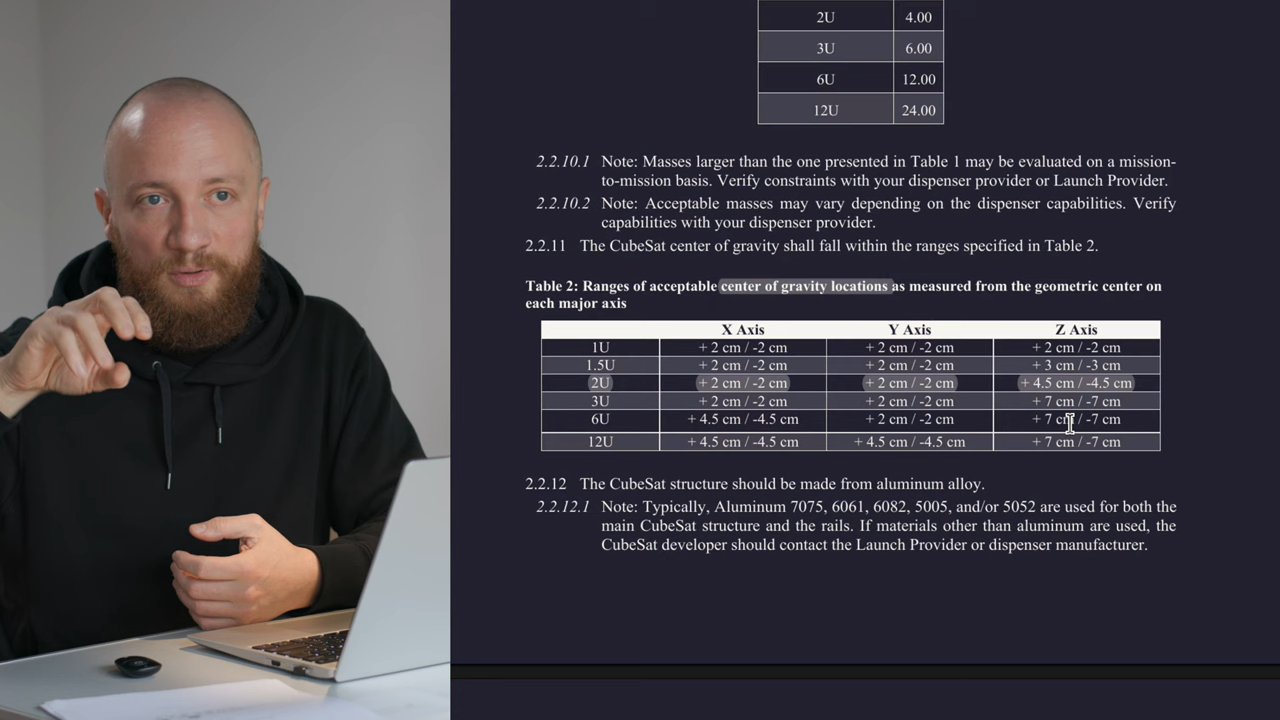 2U 4.00
3U 6.00
6U 12.00
12U 24.00
2.2.10.1 Note: Masses larger than the one presented in Table 1 may be evaluated on a mission-
to-mission basis. Verify constraints with your dispenser provider or Launch Provider.
2.2.10.2 Note: Acceptable masses may vary depending on the dispenser capabilities. Verify
capabilities with your dispenser provider.
2.2.11 The CubeSat center of gravity shall fall within the ranges specified in Table 2.
Table 2: Ranges of acceptable center of gravity locations as measured from the geometric center on
each major axis
X Axis Y Axis Z Axis
1U + 2 cm / -2 cm + 2 cm / -2 cm + 2 cm / -2 cm
1.5U + 2 cm / -2 cm + 2 cm / -2 cm + 3 cm / -3 cm
2U + 2 cm / -2 cm + 2 cm / -2 cm + 4.5 cm / -4.5 cm
3U + 2 cm / -2 cm + 2 cm / -2 cm + 7 cm / -7 cm
6U + 4.5 cm / -4.5 cm + 2 cm / -2 cm + 7 cm / -7 cm
12U + 4.5 cm / -4.5 cm + 4.5 cm / -4.5 cm + 7 cm / -7 cm
2.2.12 The CubeSat structure should be made from aluminum alloy.
2.2.12.1 Note: Typically, Aluminum 7075, 6061, 6082, 5005, and/or 5052 are used for both the
main CubeSat structure and the rails. If materials other than aluminum are used, the
CubeSat developer should contact the Launch Provider or dispenser manufacturer.